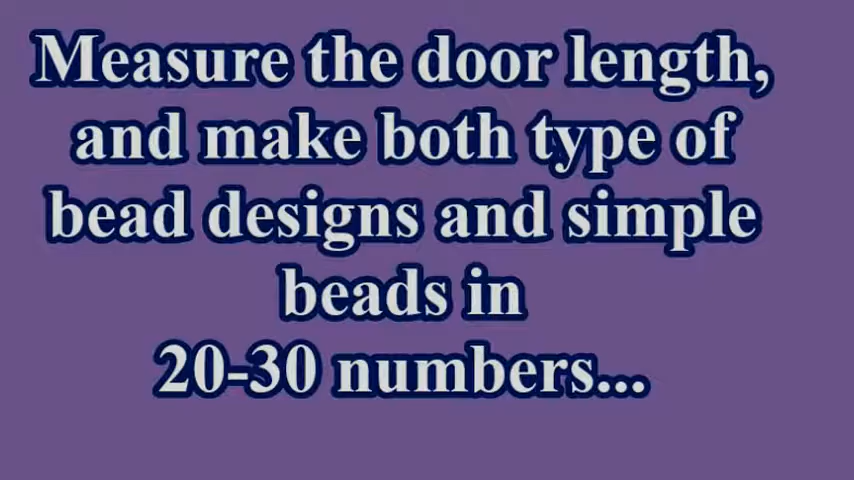 Measure the door length,
and make both type of
bead designs and simple
beads in
20-30 numbers...